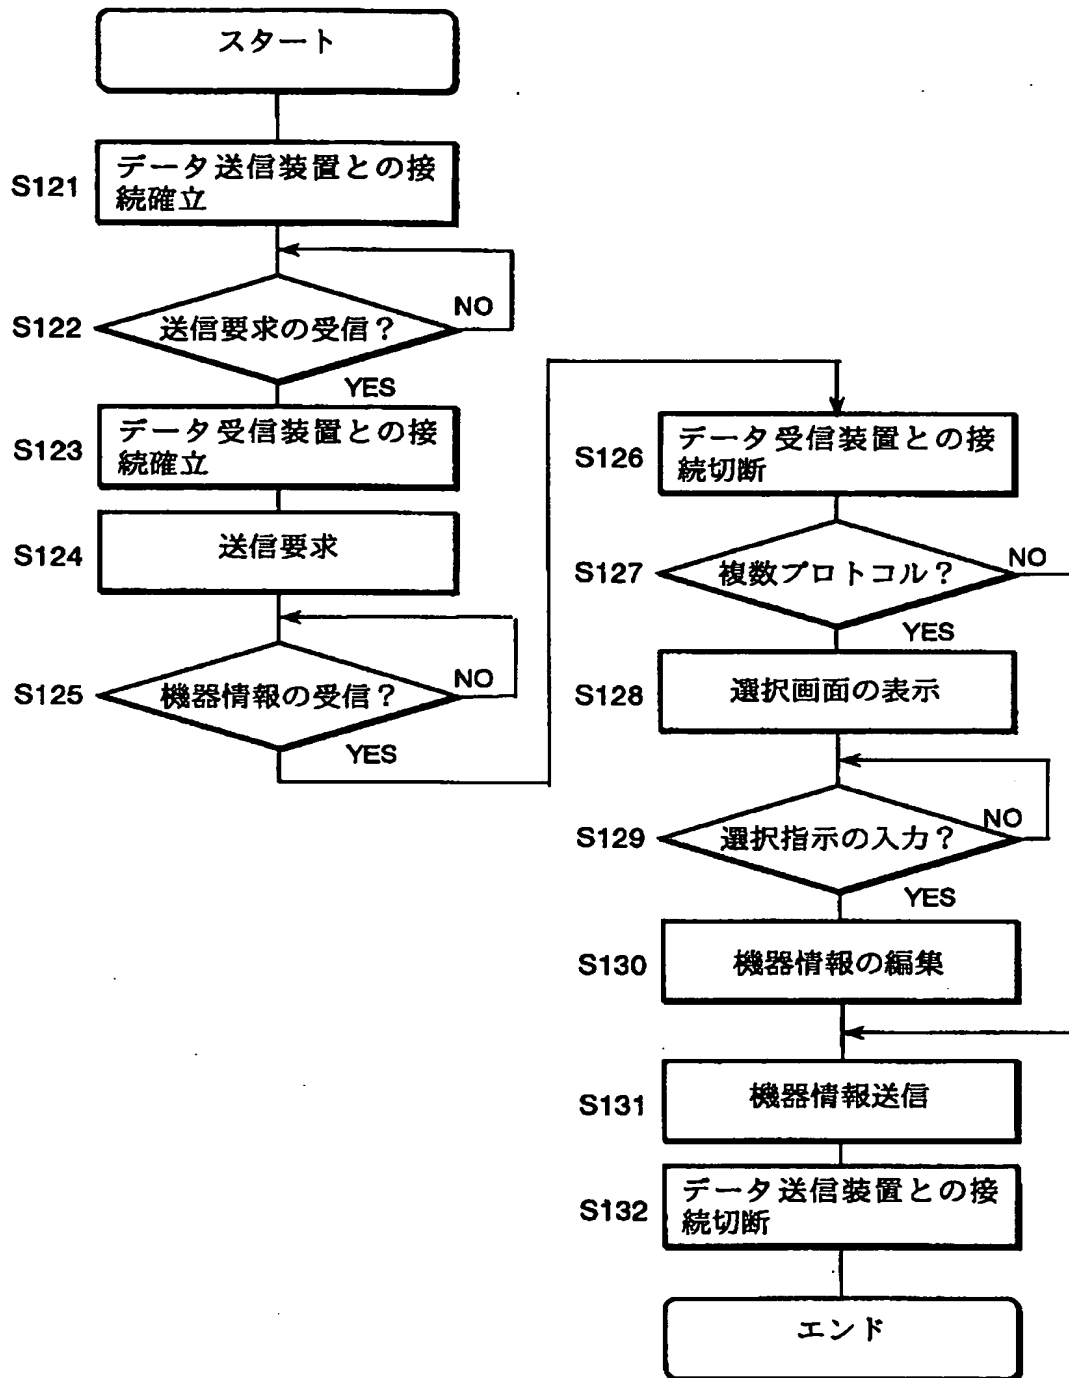 スタート
S121
データ送信装置との接
続確立
S122
送信要求の受信?
NO
YES
S123
データ受信装置との接
続確立
S124
送信要求
S125
機器情報の受信?
NO
YES
S126
データ受信装置との接
続切断
S127
複数プロトコル?
NO
YES
S128
選択画面の表示
S129
選択指示の入力?
NO
YES
S130
機器情報の編集
S131
機器情報送信
S132
データ送信装置との接
続切断
エンド